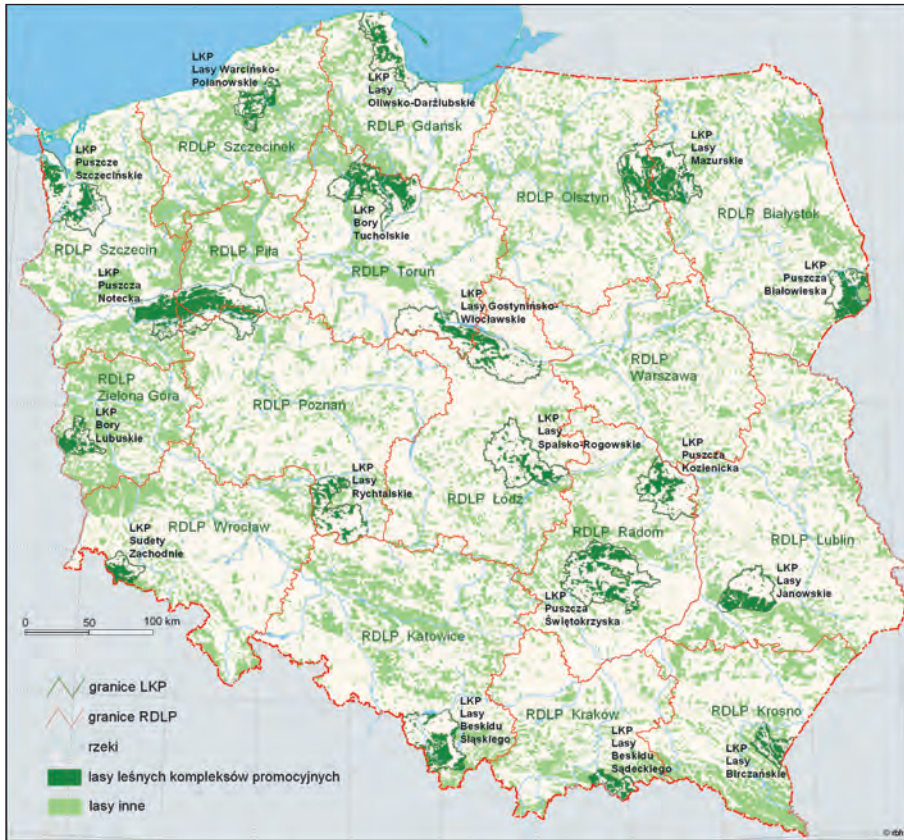 LKP
Lasy Warcińsko-
Polanowskie
LKP
Lasy
Oliwsko-Darżlubskie
RDLP Gdańsk
RDLP Szczecinek
LKP
Puszcze
Szczecińskie
LKP
Lasy
Mazurskie
RDLP Olsztyn
RDLP Białystok
LKP
Bory
Tucholskie
RDLP Szczecin
RDLP Piła
RDLP Toruń
LKP
Puszcza
Notecka
LKP
Puszcza
Białowieska
LKP
Lasy Gostynińsko-
Włocławskie
RDLP
Warszawa
RDLP
Zielona Góra
RDLP Poznań
LKP
Bory
Lubuskie
LKP
Lasy
Spalsko-Rogowskie
LKP
Puszcza
Kozienicka
LKP
Lasy
Rychtalskie
RDLP Łódź
RDLP Wrocław
RDLP Radom
RDLP Lublin
LKP
Sudety
Zachodnie
LKP
Lasy
Janowskie
LKP
Puszcza
Świętokrzyska
RDLP Katowice
0 50 100 km
granice LKP
granice RDLP
rzeki
lasy leśnych kompleksów promocyjnych
lasy inne
LKP
Lasy
Beskidu
Śląskiego
RDLP Kraków
LKP
Lasy
Beskidu
Sądeckiego
RDLP Krosno
LKP
Lasy
Birczańskie